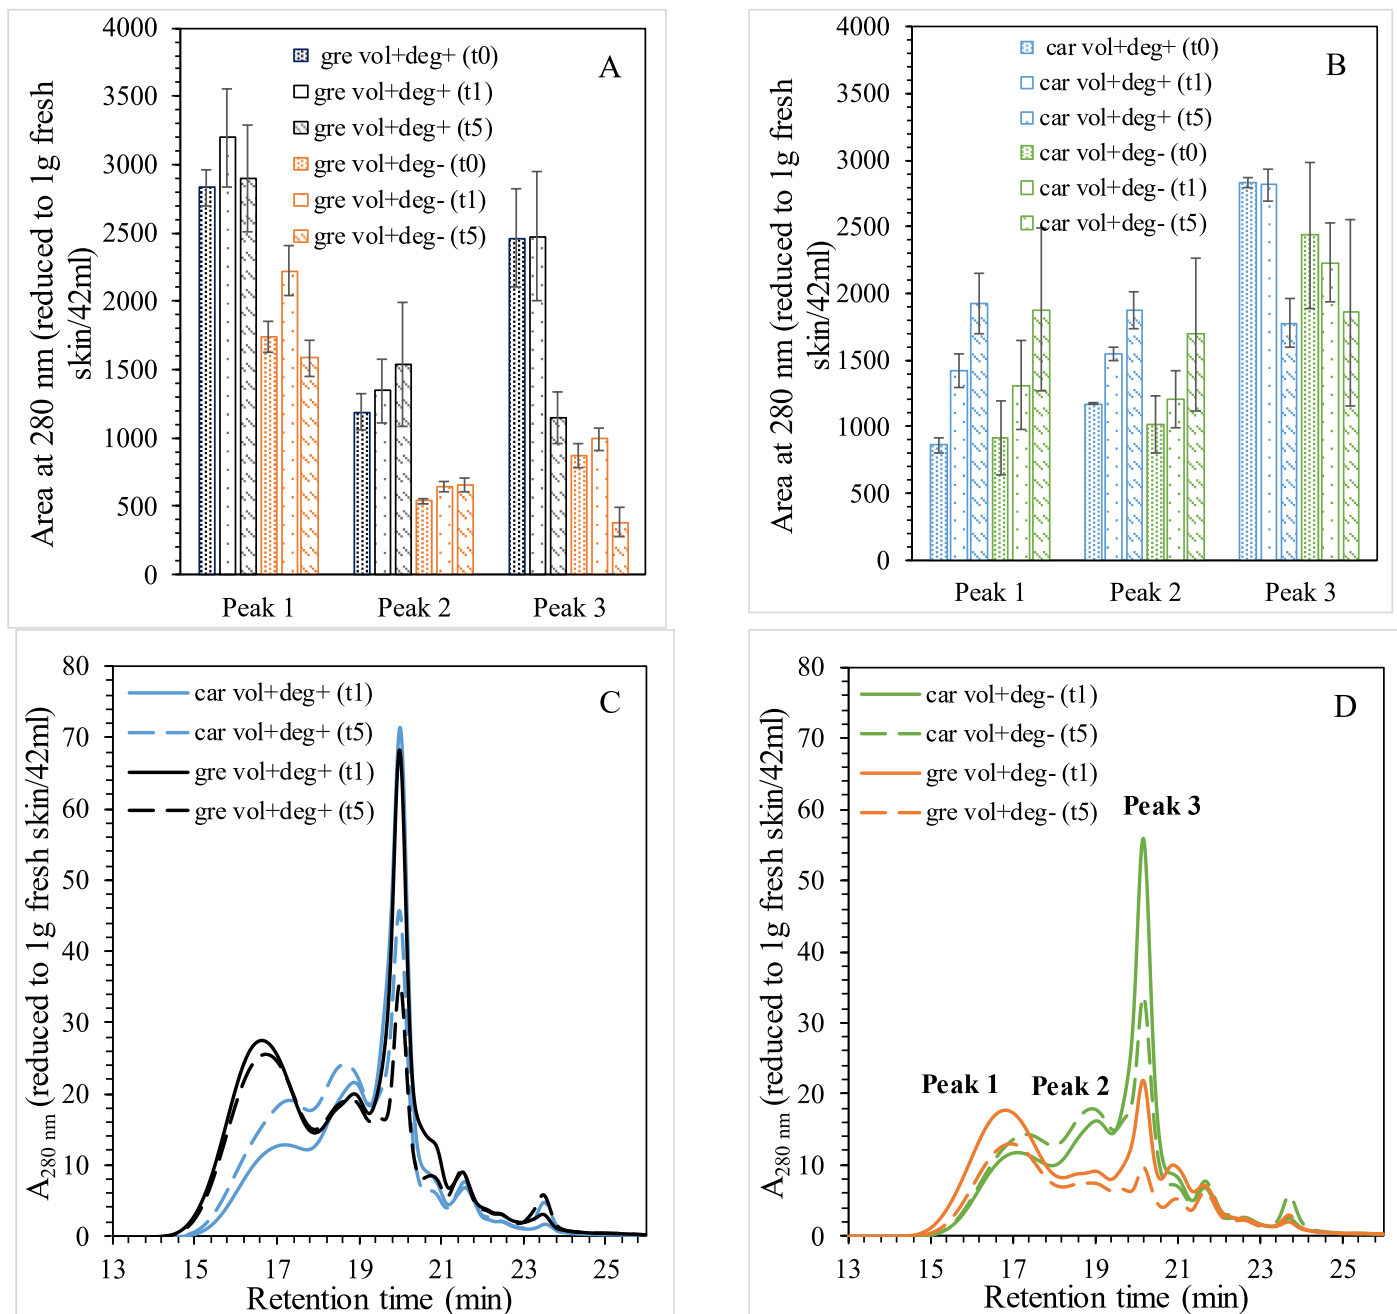 A
Area at 280 nm (reduced to 1g fresh
skin/42ml)
4000
3500
3000
2500
2000
1500
1000
500
0
gre vol+deg+ (t0)
gre vol+deg+ (t1)
gre vol+deg+ (t5)
gre vol+deg- (t0)
gre vol+deg- (t1)
gre vol+deg- (t5)
Peak 1 Peak 2 Peak 3
B
Area at 280 nm (reduced to 1g fresh
skin/42ml)
4000
3500
3000
2500
2000
1500
1000
500
0
car vol+deg+ (t0)
car vol+deg+ (t1)
car vol+deg+ (t5)
car vol+deg- (t0)
car vol+deg- (t1)
car vol+deg- (t5)
Peak 1 Peak 2 Peak 3
C
A280 nm (reduced to 1g fresh skin/42ml)
80
70
60
50
40
30
20
10
0
car vol+deg+ (t1)
car vol+deg+ (t5)
gre vol+deg+ (t1)
gre vol+deg+ (t5)
13 15 17 19 21 23 25
Retention time (min)
D
A280 nm (reduced to 1g fresh skin/42ml)
80
70
60
50
40
30
20
10
0
car vol+deg- (t1)
car vol+deg- (t5)
gre vol+deg- (t1)
gre vol+deg- (t5)
Peak 3
Peak 1 Peak 2
13 15 17 19 21 23 25
Retention time (min)